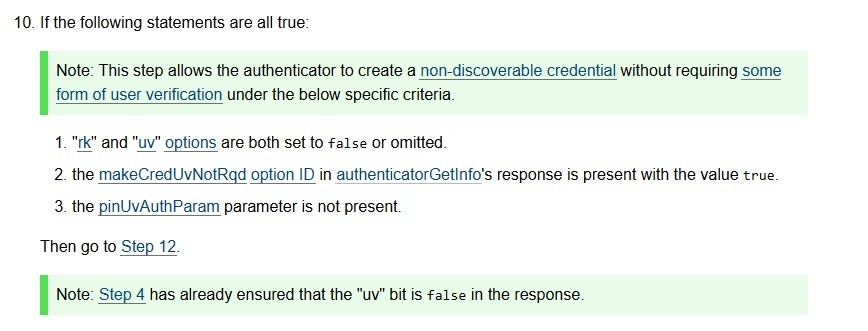 10. If the following statements are all true:
Note: This step allows the authenticator to create a non-discoverable credential without requiring some
form of user verification under the below specific criteria.
1. "rk" and "uv" options are both set to false or omitted.
2. the makeCredUvNotRqd option ID in authenticatorGetInfo's response is present with the value true.
3. the pinUvAuthParam parameter is not present.
Then go to Step 12.
Note: Step 4 has already ensured that the "uv" bit is false in the response.